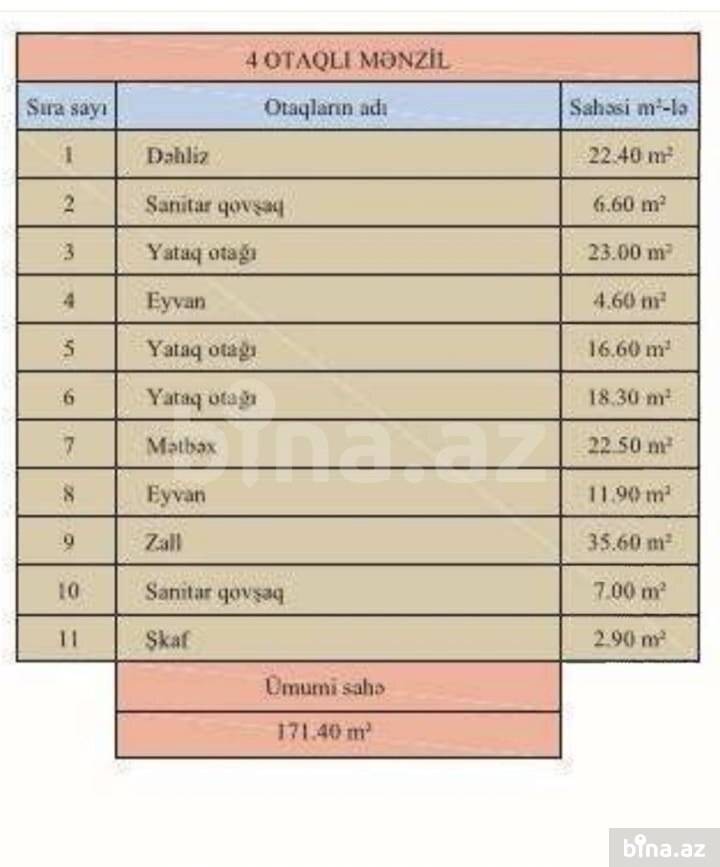 4 OTAQLI MƏNZİL
Sıra sayı Otaqların adı Sahəsi m²-lə
1 Dəhliz 22.40 m²
2 Sanitar qovşaq 6.60 m²
3 Yataq otağı 23.00 m²
4 Eyvan 4.60 m²
5 Yataq otağı 16.60 m²
6 Yataq otağı 18.30 m²
7 Mətbəx 22.50 m²
8 Eyvan 11.90 m²
9 Zall 35.60 m²
10 Sanitar qovşaq 7.00 m²
11 Şkaf 2.90 m²
Ümumi sahə
171.40 m²
bina.az
bina.az